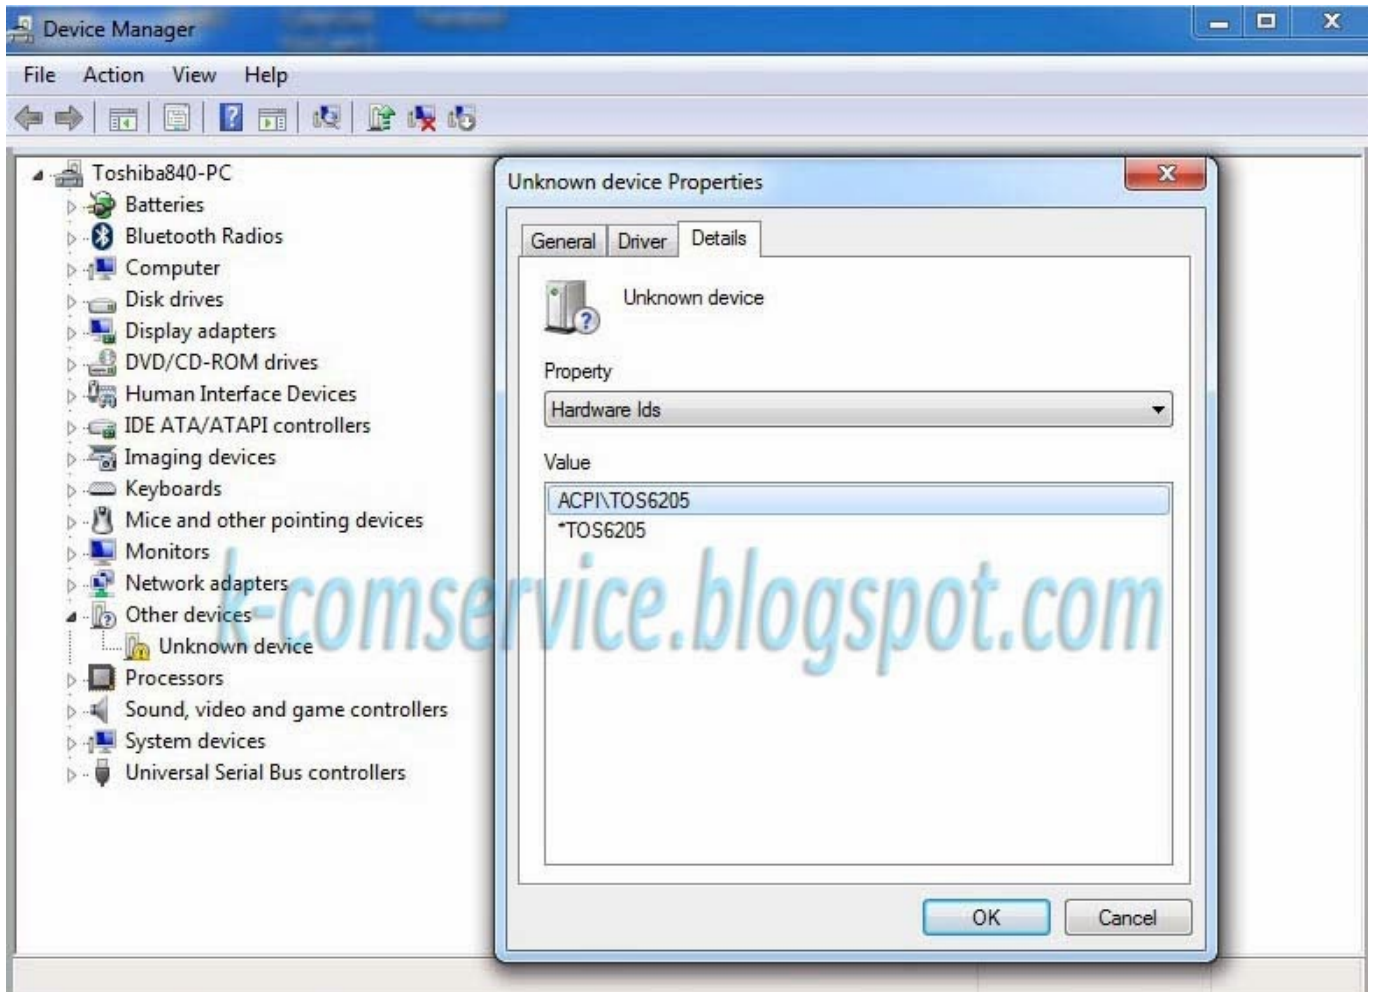 Device Manager
File Action View Help
Toshiba840-PC
Batteries
Bluetooth Radios
Computer
Disk drives
Display adapters
DVD/CD-ROM drives
Human Interface Devices
IDE ATA/ATAPI controllers
Imaging devices
Keyboards
Mice and other pointing devices
Monitors
Network adapters
Other devices
Unknown device
Processors
Sound, video and game controllers
System devices
Universal Serial Bus controllers
Unknown device Properties
General Driver Details
Unknown device
Property
Hardware Ids
Value
ACPI\TOS6205
*TOS6205
OK Cancel
k-comservice.blogspot.com